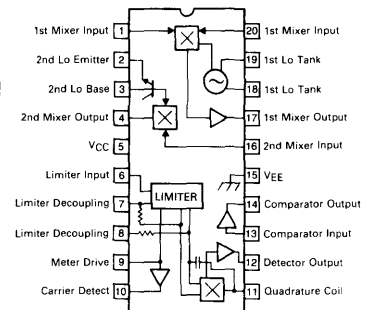 1st Mixer Input 1
2nd Lo Emitter 2
2nd Lo Base 3
2nd Mixer Output 4
VCC 5
Limiter Input 6
Limiter Decoupling 7
Limiter Decoupling 8
Meter Drive 9
Carrier Detect 10
LIMITER
20 1st Mixer Input
19 1st Lo Tank
18 1st Lo Tank
17 1st Mixer Output
16 2nd Mixer Input
15 VEE
14 Comparator Output
13 Comparator Input
12 Detector Output
11 Quadrature Coil